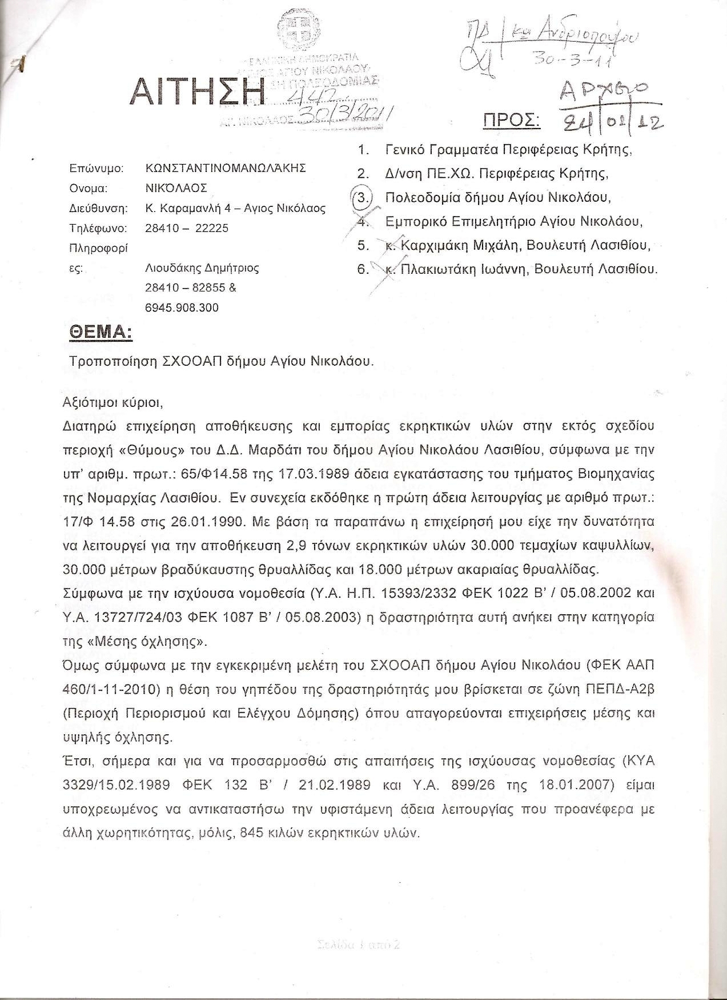 ΠΔ κα Ανδριοπούλου
30-3-11
ΕΛΛΗΝΙΚΗ ΔΗΜΟΚΡΑΤΙΑ
ΔΗΜΟΣ ΑΓΙΟΥ ΝΙΚΟΛΑΟΥ
ΠΟΛΕΟΔΟΜΙΑΣ
442
ΑΓ. ΝΙΚΟΛΑΟΣ 30/3/2011
ΑΙΤΗΣΗ
ΑΡΧΕΙΟ
24/01/12
ΠΡΟΣ:
1. Γενικό Γραμματέα Περιφέρειας Κρήτης,
2. Δ/νση ΠΕ.ΧΩ. Περιφέρειας Κρήτης,
3. Πολεοδομία δήμου Αγίου Νικολάου,
4. Εμπορικό Επιμελητήριο Αγίου Νικολάου,
5. κ. Καρχιμάκη Μιχάλη, Βουλευτή Λασιθίου,
6. κ. Πλακιωτάκη Ιωάννη, Βουλευτή Λασιθίου.
Επώνυμο: ΚΩΝΣΤΑΝΤΙΝΟΜΑΝΩΛΆΚΗΣ
Ονομα: ΝΙΚΌΛΑΟΣ
Διεύθυνση: Κ. Καραμανλή 4 – Αγιος Νικόλαος
Τηλέφωνο: 28410 – 22225
Πληροφορί
ες: Λιουδάκης Δημήτριος
28410 – 82855 &
6945.908.300
ΘΕΜΑ:
Τροποποίηση ΣΧΟΟΑΠ δήμου Αγίου Νικολάου.
Αξιότιμοι κύριοι,
Διατηρώ επιχείρηση αποθήκευσης και εμπορίας εκρηκτικών υλών στην εκτός σχεδίου
περιοχή «Θύμους» του Δ.Δ. Μαρδάτι του δήμου Αγίου Νικολάου Λασιθίου, σύμφωνα με την
υπ’ αριθμ. πρωτ.: 65/Φ14.58 της 17.03.1989 άδεια εγκατάστασης του τμήματος Βιομηχανίας
της Νομαρχίας Λασιθίου. Εν συνεχεία εκδόθηκε η πρώτη άδεια λειτουργίας με αριθμό πρωτ.:
17/Φ 14.58 στις 26.01.1990. Με βάση τα παραπάνω η επιχείρησή μου είχε την δυνατότητα
να λειτουργεί για την αποθήκευση 2,9 τόνων εκρηκτικών υλών 30.000 τεμαχίων καψυλλίων,
30.000 μέτρων βραδύκαυστης θρυαλλίδας και 18.000 μέτρων ακαριαίας θρυαλλίδας.
Σύμφωνα με την ισχύουσα νομοθεσία (Υ.Α. Η.Π. 15393/2332 ΦΕΚ 1022 Β’ / 05.08.2002 και
Υ.Α. 13727/724/03 ΦΕΚ 1087 Β’ / 05.08.2003) η δραστηριότητα αυτή ανήκει στην κατηγορία
της «Μέσης όχλησης».
Όμως σύμφωνα με την εγκεκριμένη μελέτη του ΣΧΟΟΑΠ δήμου Αγίου Νικολάου (ΦΕΚ ΑΑΠ
460/1-11-2010) η θέση του γηπέδου της δραστηριότητάς μου βρίσκεται σε ζώνη ΠΕΠΔ-Α2β
(Περιοχή Περιορισμού και Ελέγχου Δόμησης) όπου απαγορεύονται επιχειρήσεις μέσης και
υψηλής όχλησης.
Έτσι, σήμερα και για να προσαρμοσθώ στις απαιτήσεις της ισχύουσας νομοθεσίας (ΚΥΑ
3329/15.02.1989 ΦΕΚ 132 Β’ / 21.02.1989 και Υ.Α. 899/26 της 18.01.2007) είμαι
υποχρεωμένος να αντικαταστήσω την υφιστάμενη άδεια λειτουργίας που προανέφερα με
άλλη χωρητικότητας, μόλις, 845 κιλών εκρηκτικών υλών.
Σελίδα 1 από 2